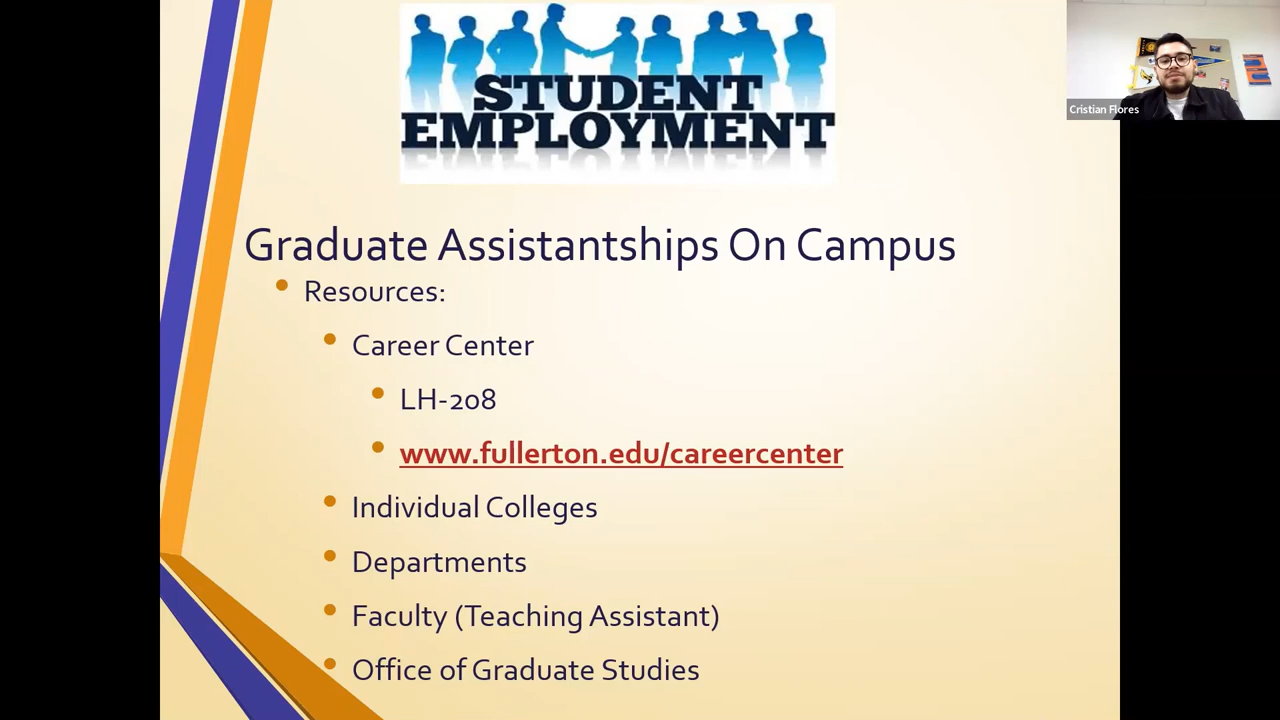 STUDENT
EMPLOYMENT
Cristian Flores
Graduate Assistantships On Campus
Resources:
Career Center
LH-208
www.fullerton.edu/careercenter
Individual Colleges
Departments
Faculty (Teaching Assistant)
Office of Graduate Studies